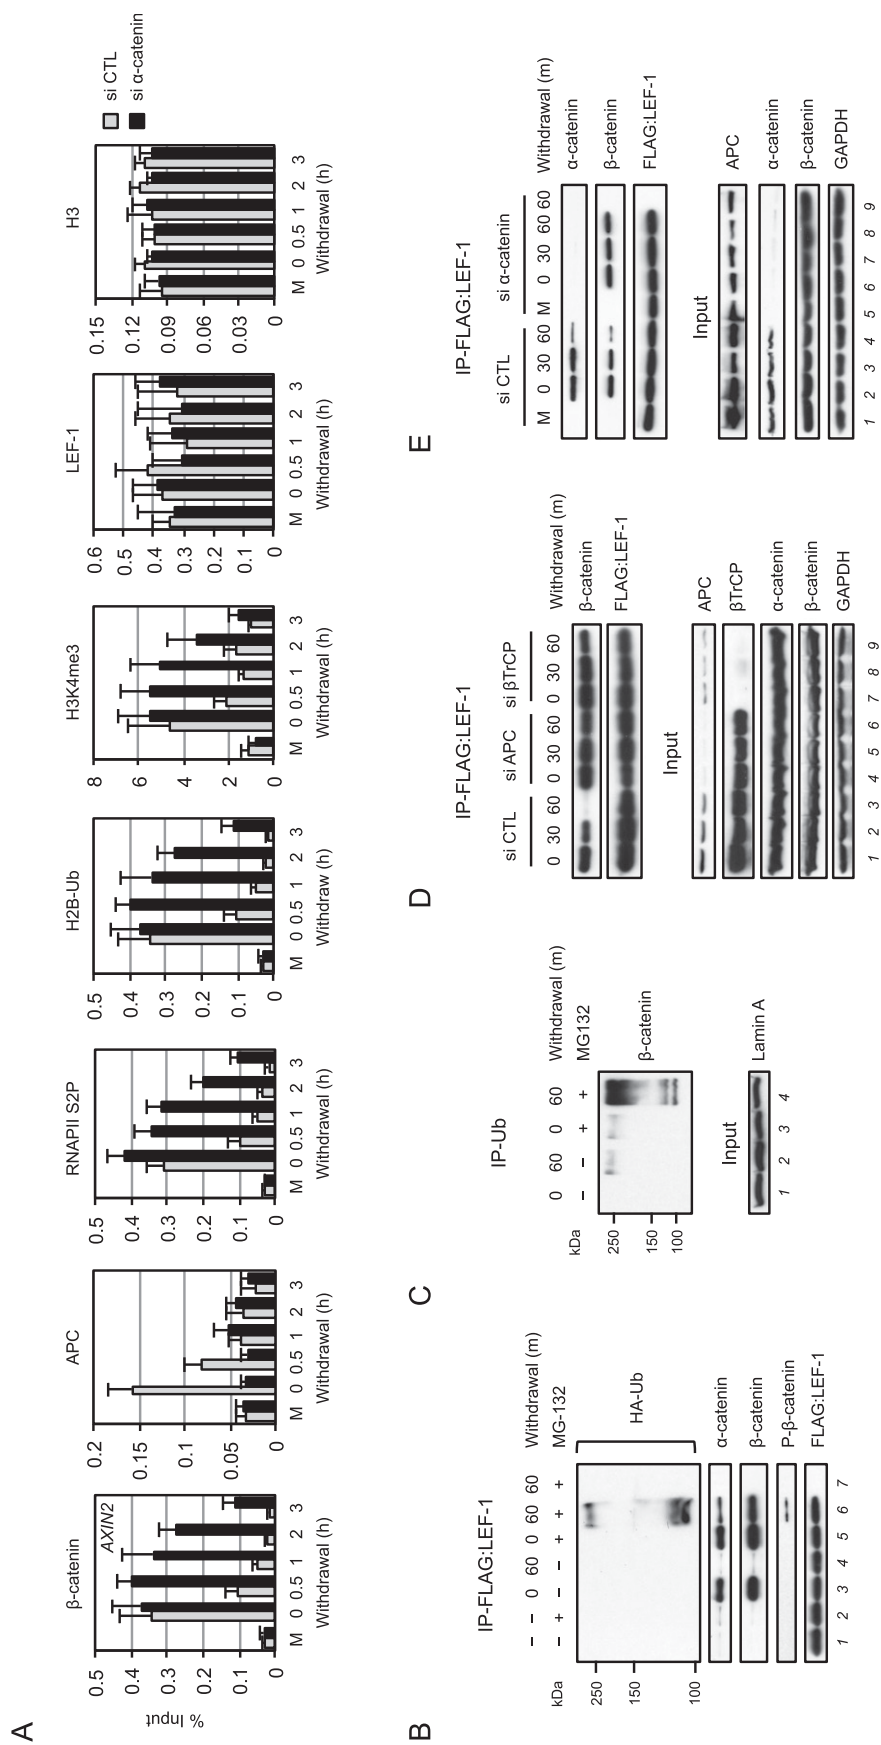 A
β-catenin
AXIN2
% Input
0.5
0.4
0.3
0.2
0.1
0
M 0 0.5 1 2 3
Withdrawal (h)
APC
0.2
0.15
0.1
0.05
0
M 0 0.5 1 2 3
Withdrawal (h)
RNAPII S2P
0.5
0.4
0.3
0.2
0.1
0
M 0 0.5 1 2 3
Withdrawal (h)
H2B-Ub
0.5
0.4
0.3
0.2
0.1
0
M 0 0.5 1 2 3
Withdraw (h)
H3K4me3
8
6
4
2
0
M 0 0.5 1 2 3
Withdrawal (h)
LEF-1
0.6
0.5
0.4
0.3
0.2
0.1
0
M 0 0.5 1 2 3
Withdrawal (h)
H3
0.15
0.12
0.09
0.06
0.03
0
M 0 0.5 1 2 3
Withdrawal (h)
si CTL
si α-catenin
B
IP-FLAG:LEF-1
– – 0 60 0 60 60 Withdrawal (m)
– + – – + + + MG-132
kDa
250
150
100
HA-Ub
α-catenin
β-catenin
P-β-catenin
FLAG:LEF-1
1 2 3 4 5 6 7
C
IP-Ub
0 60 0 60 Withdrawal (m)
– – + + MG132
kDa
250
150
100
β-catenin
Input
Lamin A
1 2 3 4
D
IP-FLAG:LEF-1
si CTL si APC si βTrCP
0 30 60 0 30 60 0 30 60 Withdrawal (m)
β-catenin
FLAG:LEF-1
Input
APC
βTrCP
α-catenin
β-catenin
GAPDH
1 2 3 4 5 6 7 8 9
E
IP-FLAG:LEF-1
si CTL si α-catenin
M 0 30 60 M 0 30 60 60 Withdrawal (m)
α-catenin
β-catenin
FLAG:LEF-1
Input
APC
α-catenin
β-catenin
GAPDH
1 2 3 4 5 6 7 8 9